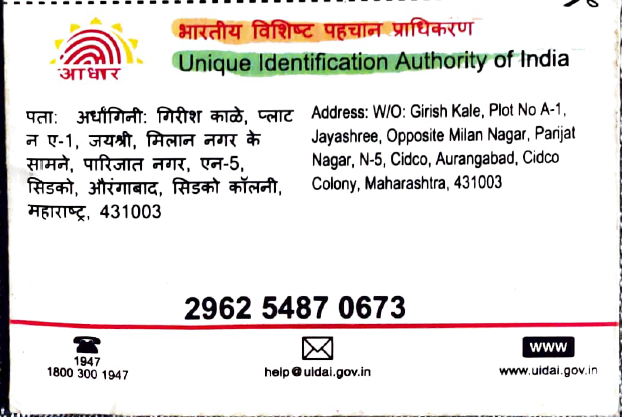 भारतीय विशिष्ट पहचान प्राधिकरण
Unique Identification Authority of India
आधार
पता: अर्धांगिनी: गिरीश काळे, प्लाट
न ए-1, जयश्री, मिलान नगर के
सामने, पारिजात नगर, एन-5,
सिडको, औरंगाबाद, सिडको कॉलनी,
महाराष्ट्र, 431003
Address: W/O: Girish Kale, Plot No A-1,
Jayashree, Opposite Milan Nagar, Parijat
Nagar, N-5, Cidco, Aurangabad, Cidco
Colony, Maharashtra, 431003
2962 5487 0673
1947
1800 300 1947
help@uidai.gov.in
www
www.uidai.gov.in